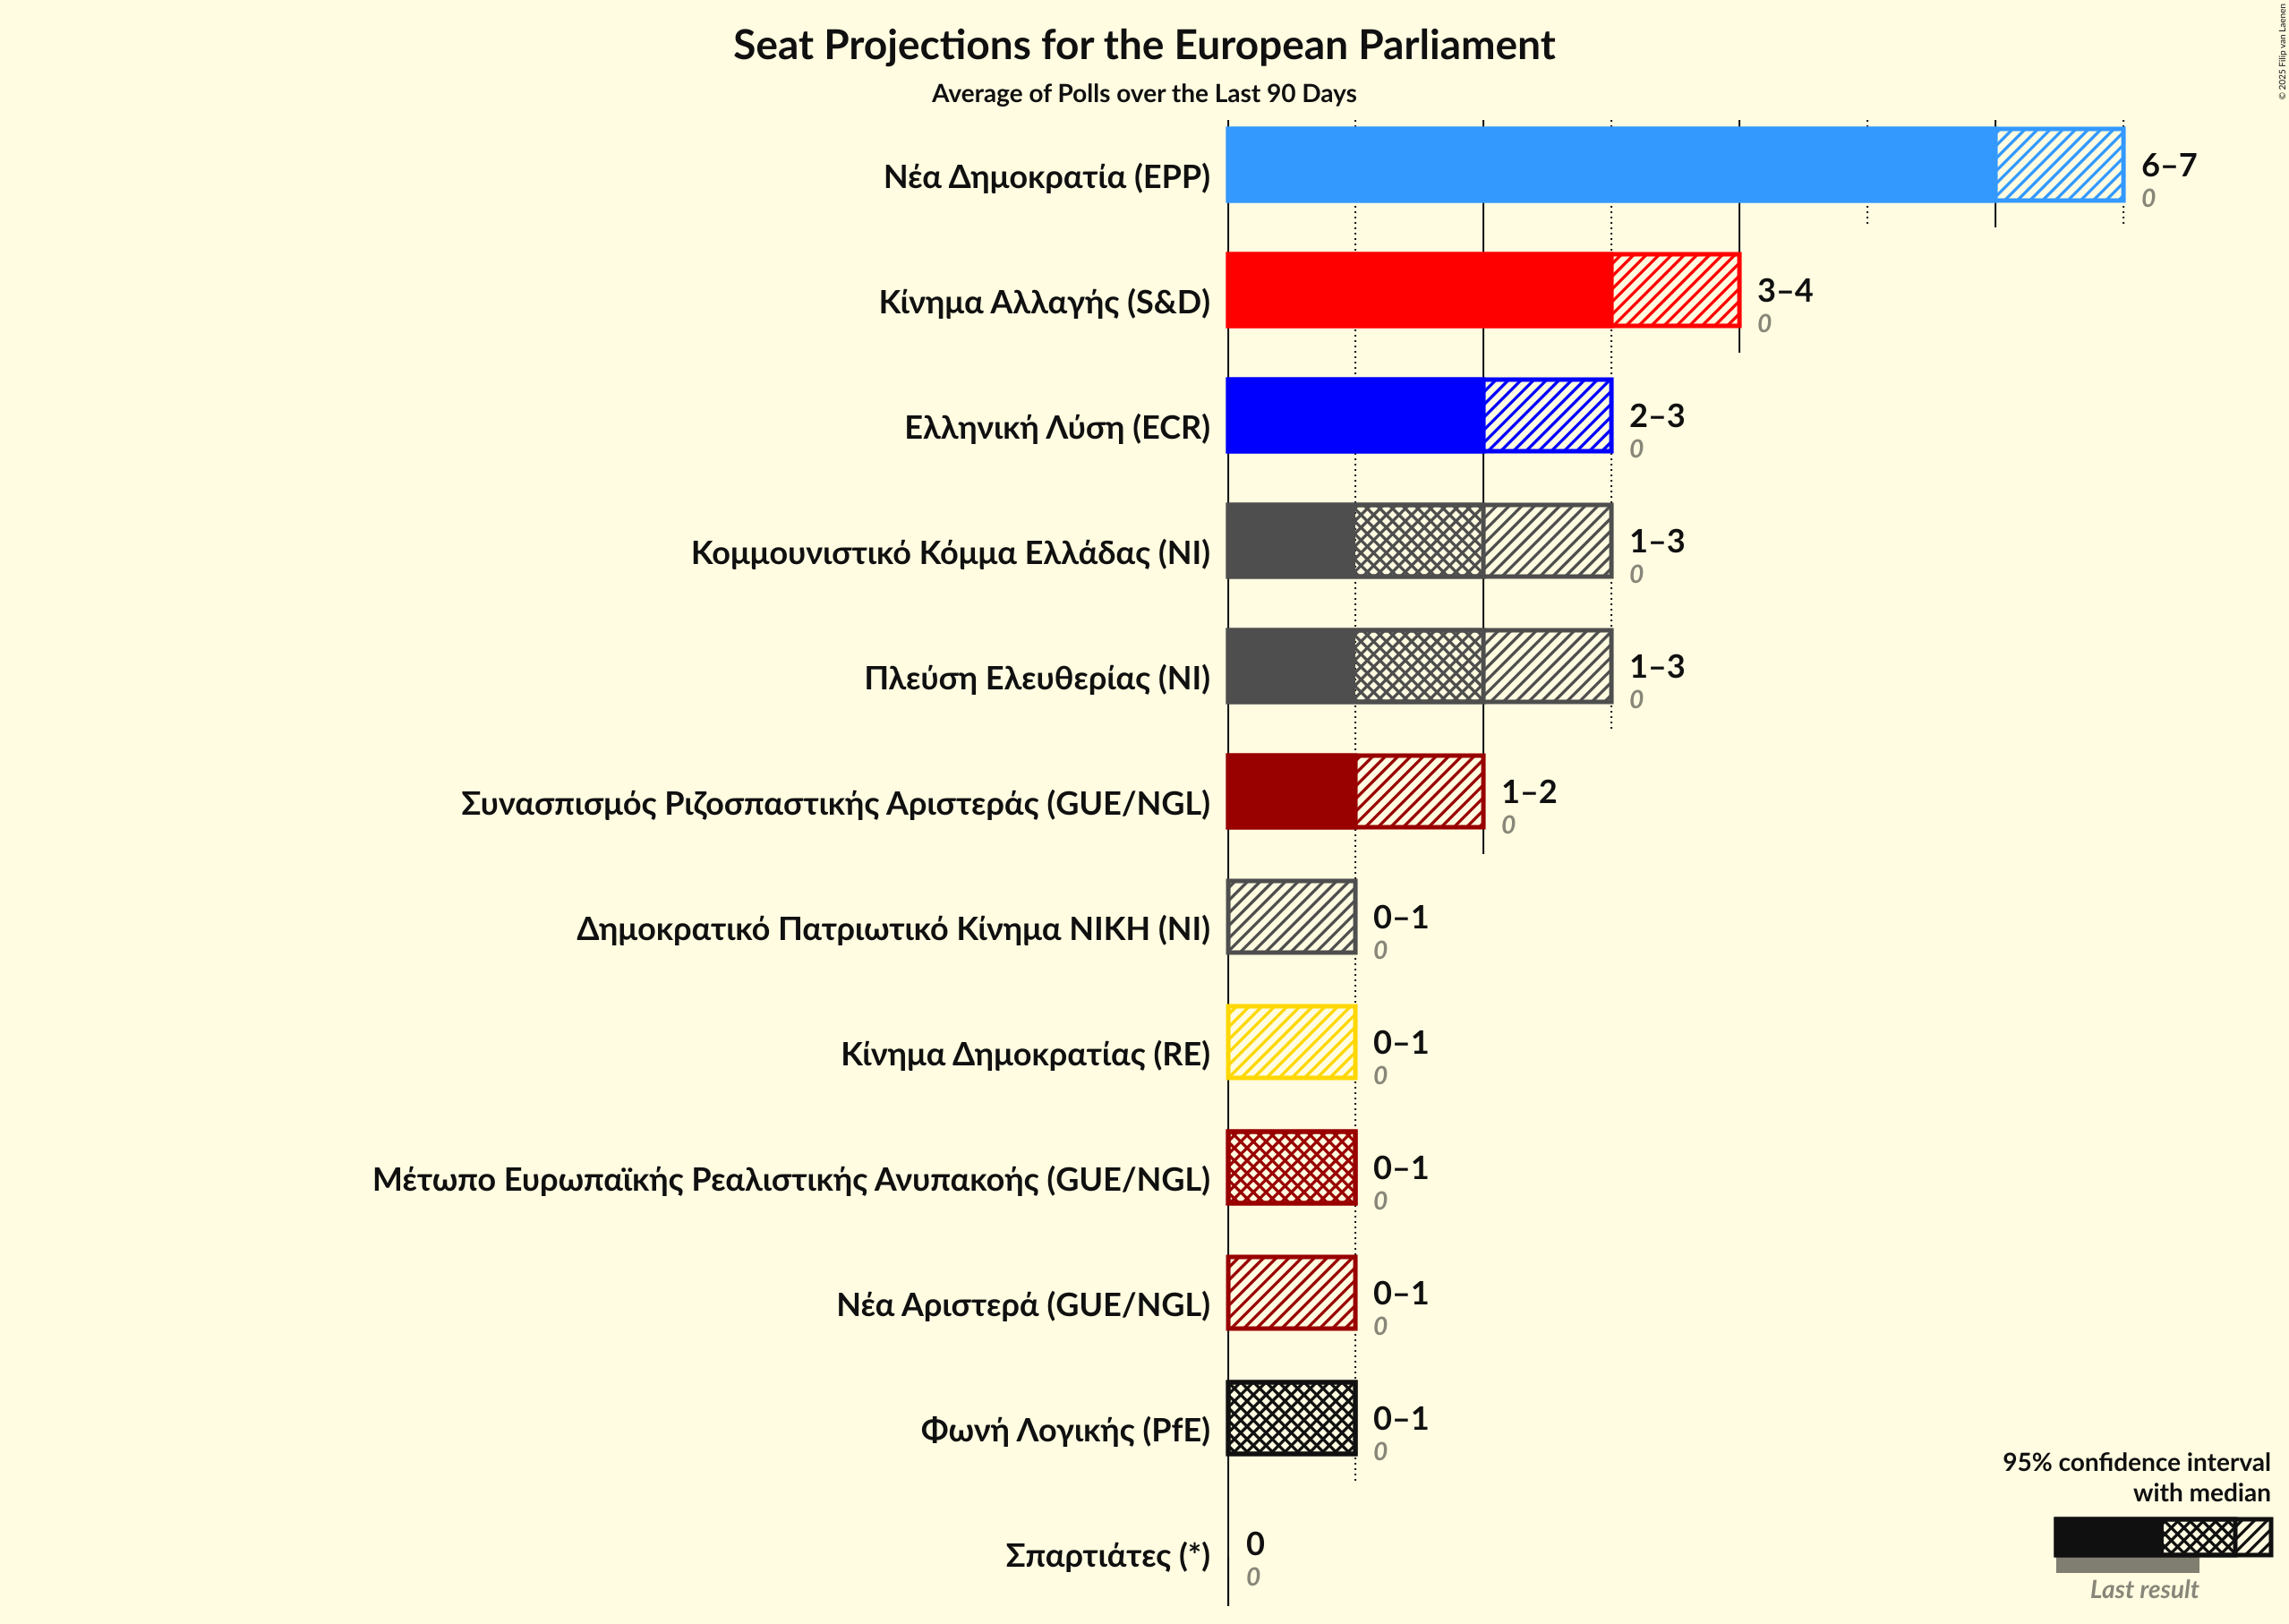 Seat Projections for the European Parliament
Average of Polls over the Last 90 Days
© 2025 Filip van Laenen
Νέα Δημοκρατία (EPP)
6–7
0
Κίνημα Αλλαγής (S&D)
3–4
0
Ελληνική Λύση (ECR)
2–3
0
Κομμουνιστικό Κόμμα Ελλάδας (NI)
1–3
0
Πλεύση Ελευθερίας (NI)
1–3
0
Συνασπισμός Ριζοσπαστικής Αριστεράς (GUE/NGL)
1–2
0
Δημοκρατικό Πατριωτικό Κίνημα ΝΙΚΗ (NI)
0–1
0
Κίνημα Δημοκρατίας (RE)
0–1
0
Μέτωπο Ευρωπαϊκής Ρεαλιστικής Ανυπακοής (GUE/NGL)
0–1
0
Νέα Αριστερά (GUE/NGL)
0–1
0
Φωνή Λογικής (PfE)
0–1
0
Σπαρτιάτες (*)
0
0
95% confidence interval
with median
Last result